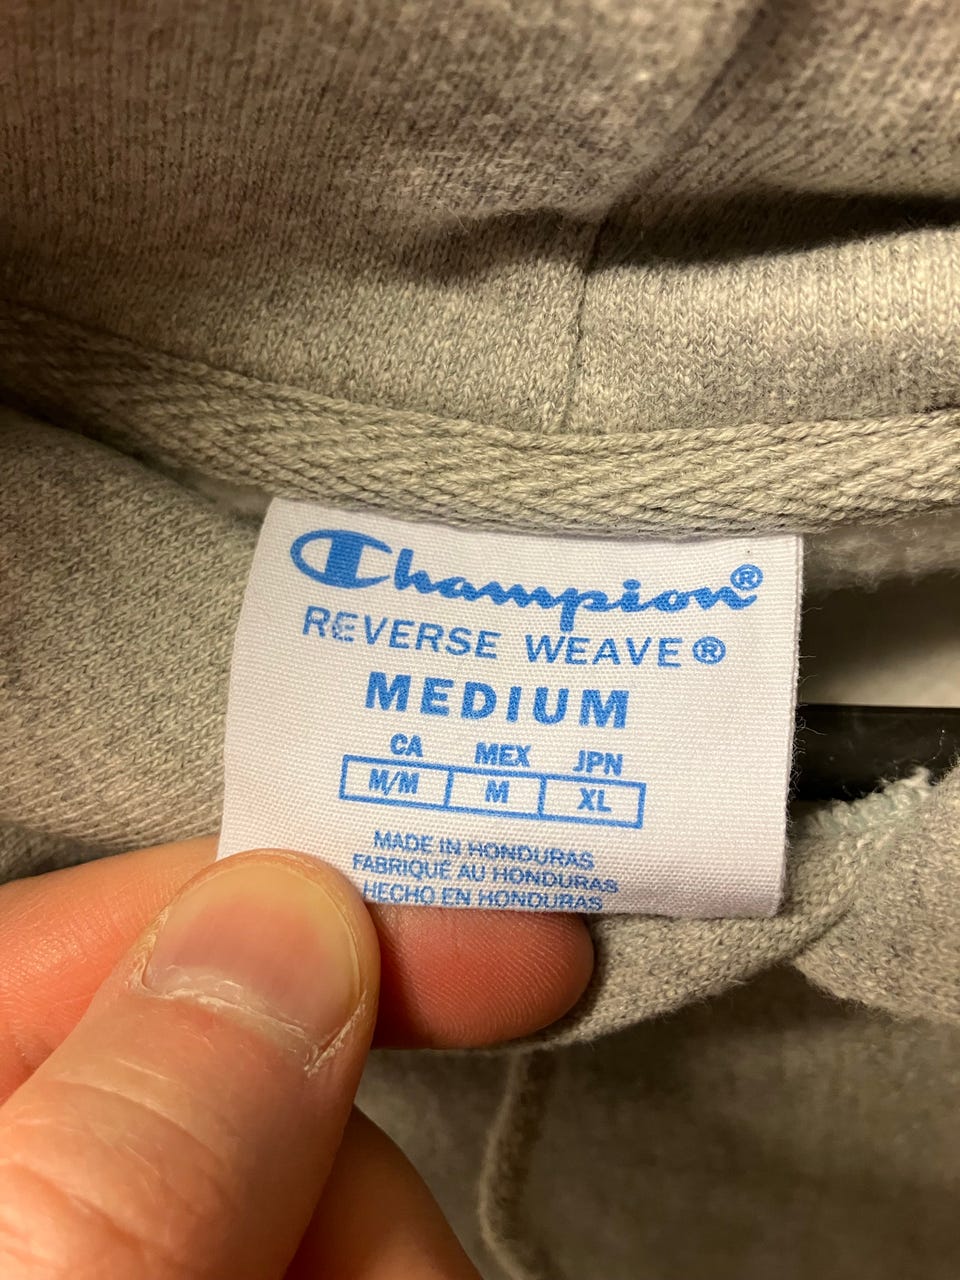 Champion®
REVERSE WEAVE®
MEDIUM
CA MEX JPN
M/M M XL
MADE IN HONDURAS
FABRIQUÉ AU HONDURAS
HECHO EN HONDURAS